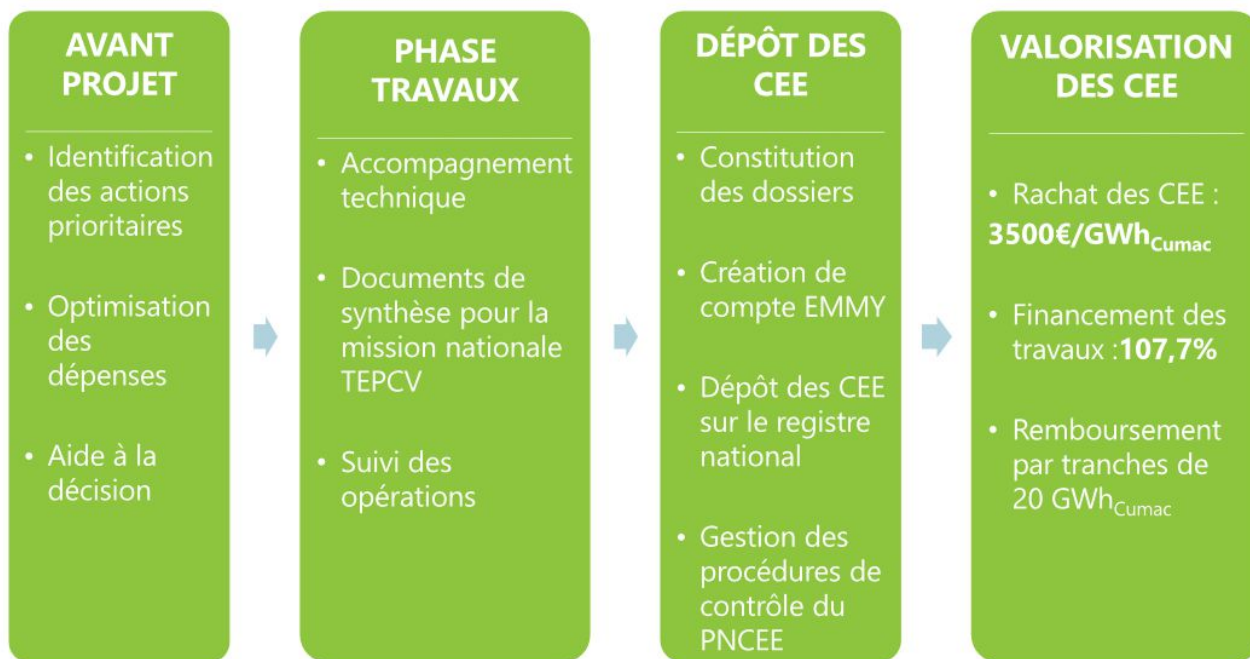 AVANT
PROJET
• Identification
des actions
prioritaires
• Optimisation
des
dépenses
• Aide à la
décision
PHASE
TRAVAUX
• Accompagnement
technique
• Documents de
synthèse pour la
mission nationale
TEPCV
• Suivi des
opérations
DÉPÔT DES
CEE
• Constitution
des dossiers
• Création de
compte EMMY
• Dépôt des CEE
sur le registre
national
• Gestion des
procédures de
contrôle du
PNCEE
VALORISATION
DES CEE
• Rachat des CEE :
3500€/GWhCumac
• Financement des
travaux :107,7%
• Remboursement
par tranches de
20 GWhCumac